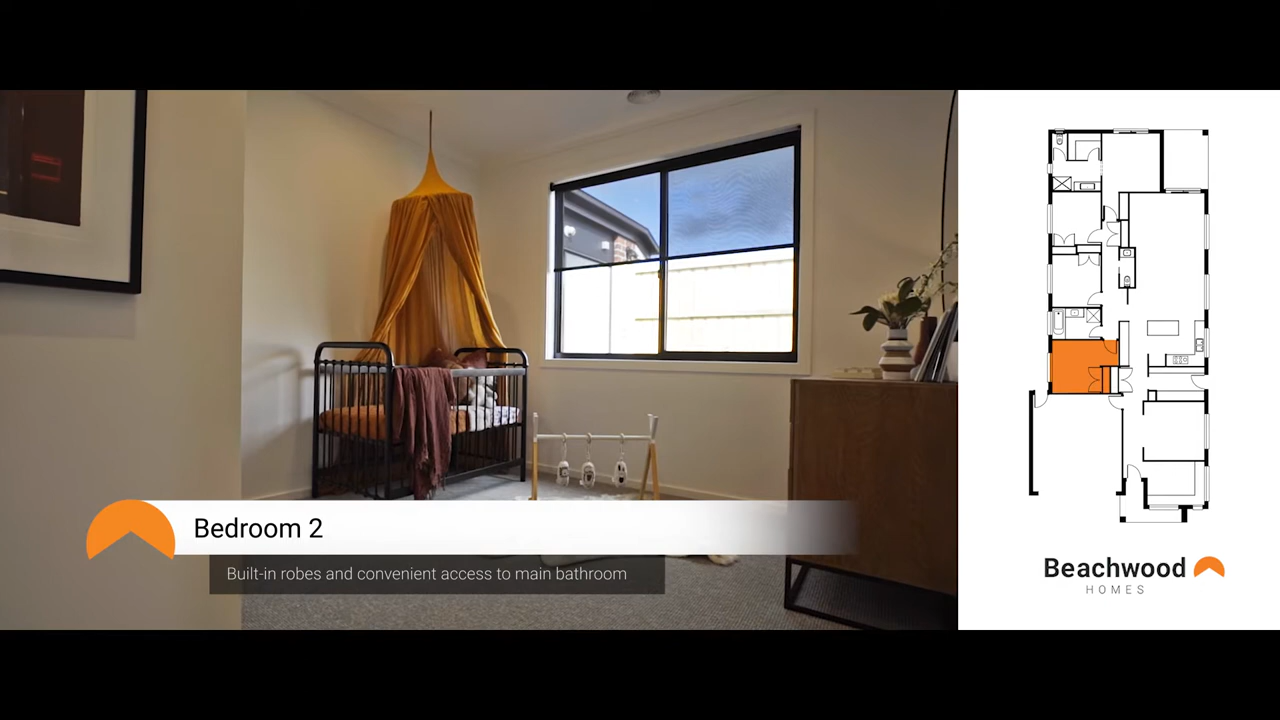 Bedroom 2
Built-in robes and convenient access to main bathroom
Beachwood
HOMES